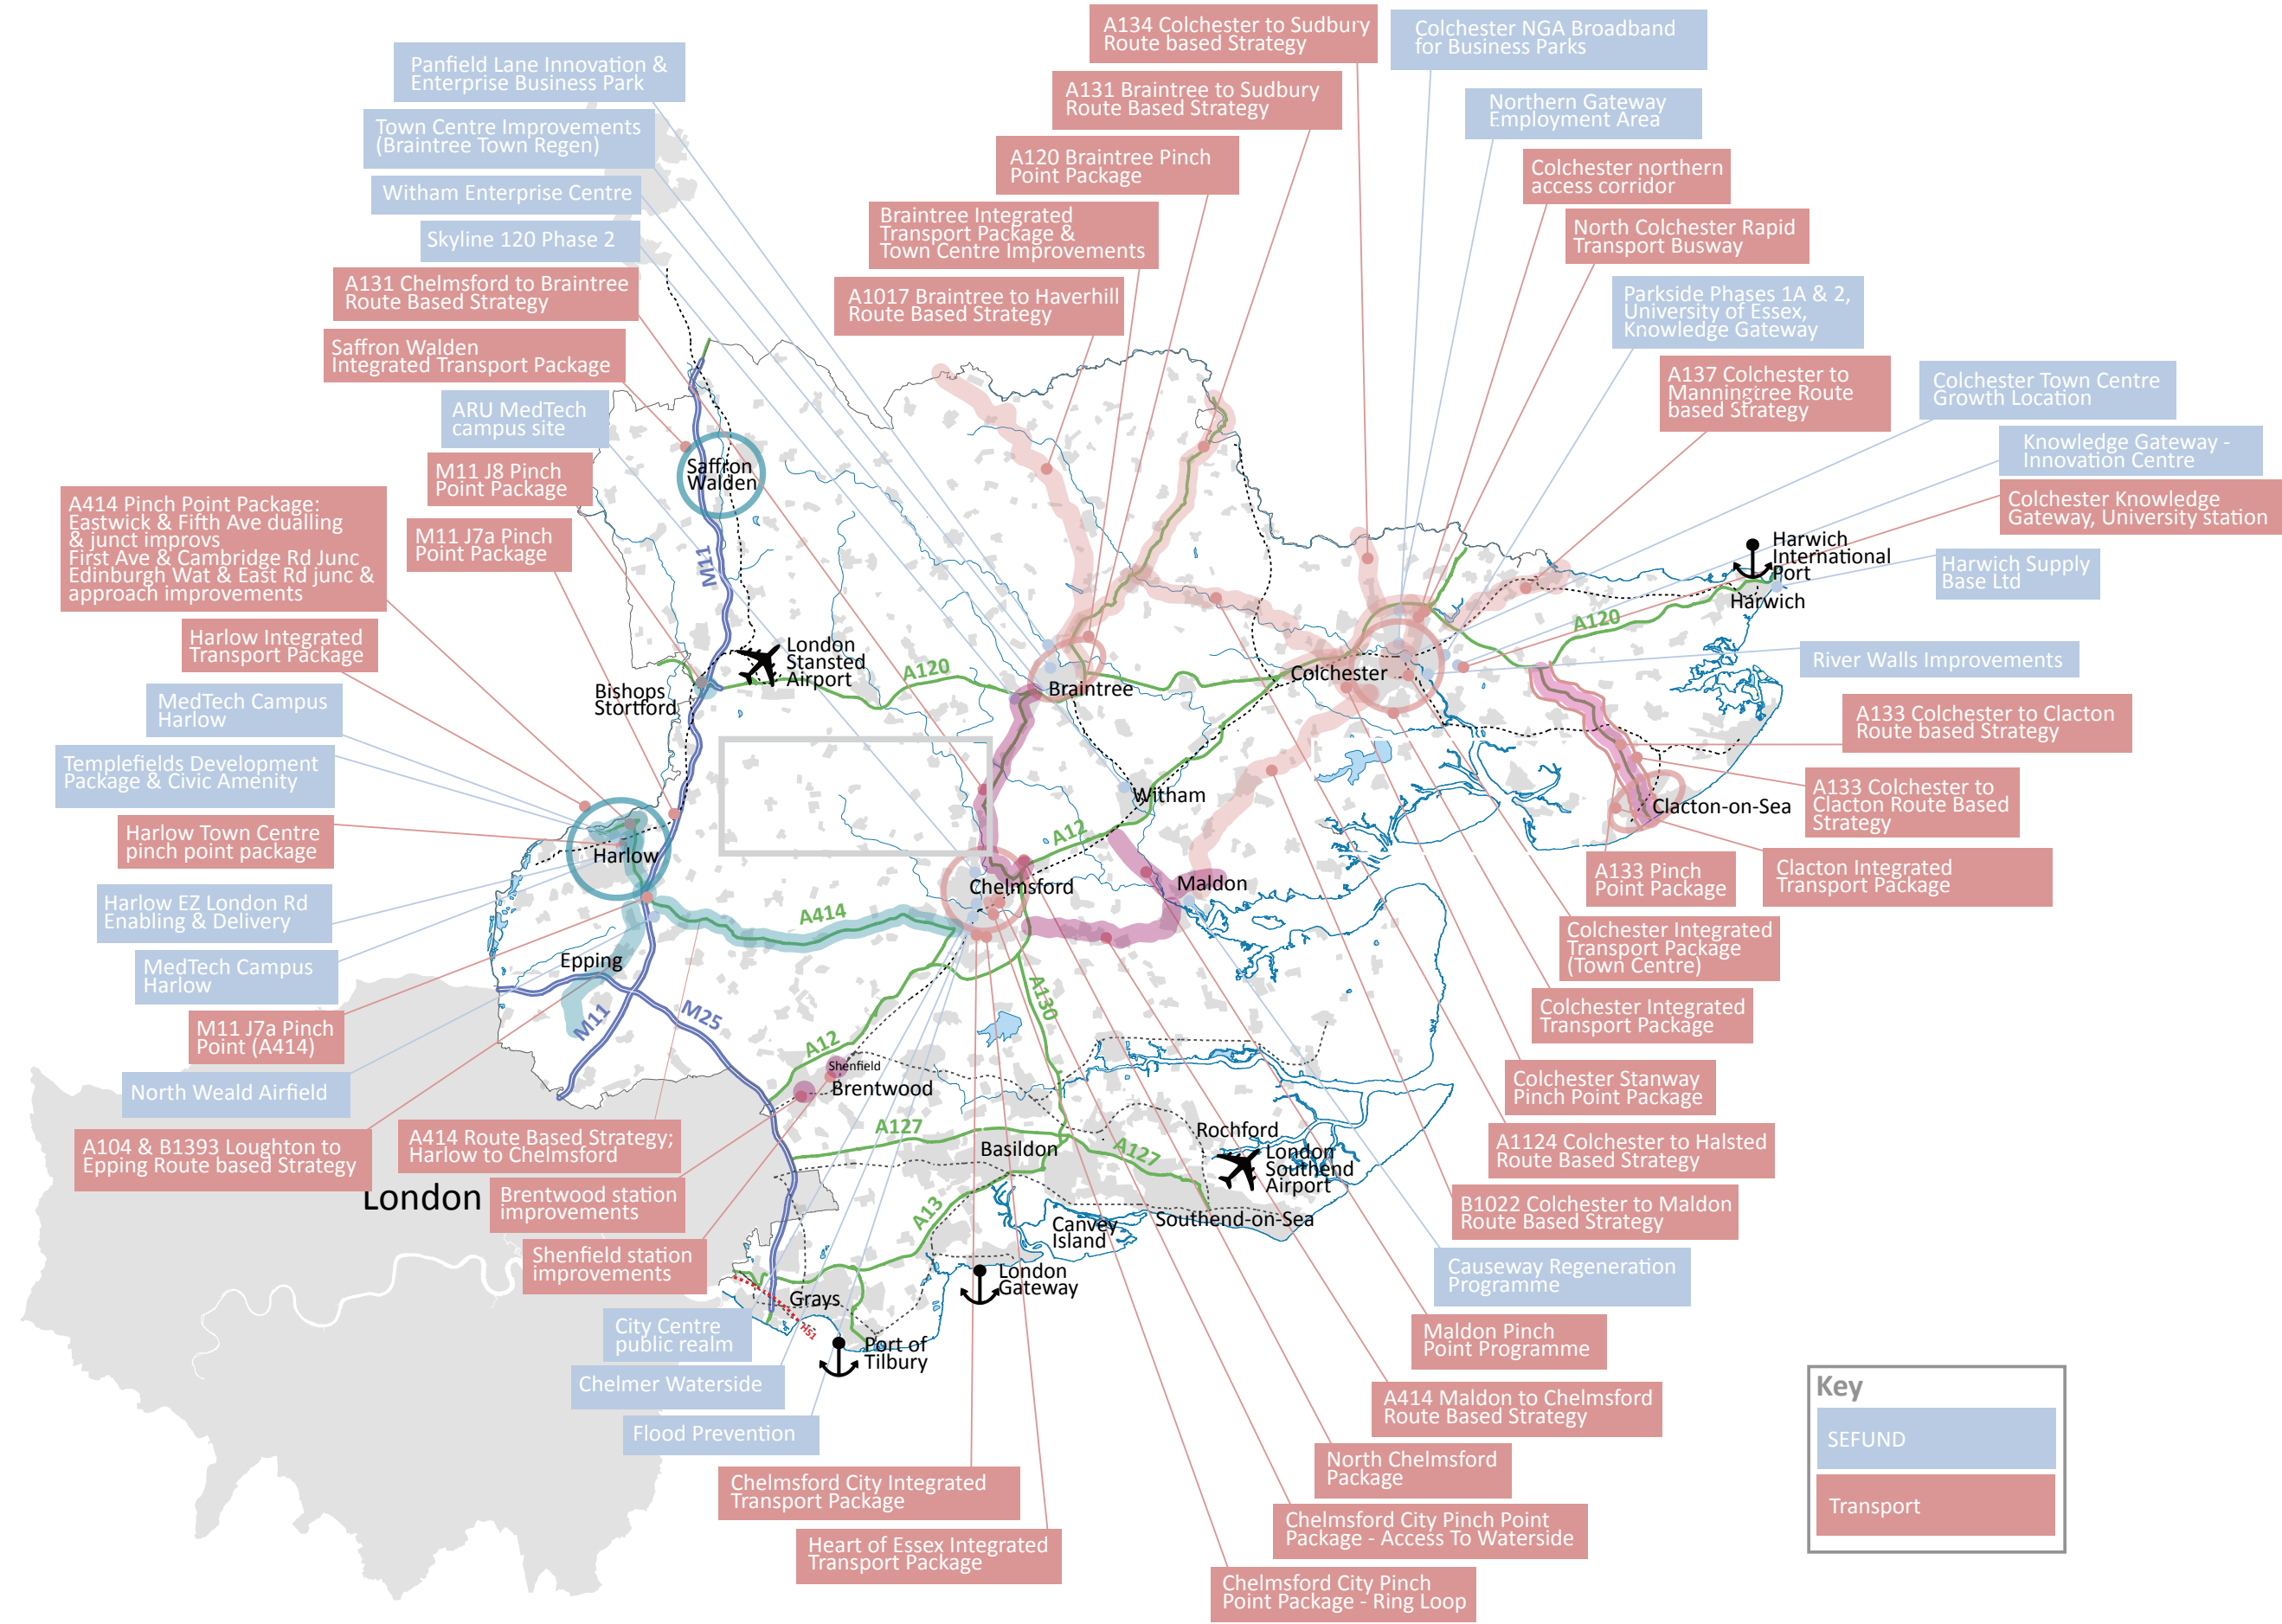 A134 Colchester to Sudbury
Route based Strategy
Colchester NGA Broadband
for Business Parks
Panfield Lane Innovation &
Enterprise Business Park
A131 Braintree to Sudbury
Route Based Strategy
Northern Gateway
Employment Area
Town Centre Improvements
(Braintree Town Regen)
A120 Braintree Pinch
Point Package
Colchester northern
access corridor
Witham Enterprise Centre
Braintree Integrated
Transport Package &
Town Centre Improvements
North Colchester Rapid
Transport Busway
Skyline 120 Phase 2
A131 Chelmsford to Braintree
Route Based Strategy
A1017 Braintree to Haverhill
Route Based Strategy
Parkside Phases 1A & 2,
University of Essex,
Knowledge Gateway
Saffron Walden
Integrated Transport Package
A137 Colchester to
Manningtree Route
based Strategy
Colchester Town Centre
Growth Location
ARU MedTech
campus site
Knowledge Gateway -
Innovation Centre
M11 J8 Pinch
Point Package
Saffron
Walden
Colchester Knowledge
Gateway, University station
A414 Pinch Point Package:
Eastwick & Fifth Ave dualling
& junct improvs
First Ave & Cambridge Rd Junc
Edinburgh Wat & East Rd junc &
approach improvements
M11 J7a Pinch
Point Package
M11
Harwich
International
Port
Harwich Supply
Base Ltd
Harwich
A120
Harlow Integrated
Transport Package
London
Stansted
Airport
A120
Colchester
River Walls Improvements
Bishops
Stortford
Braintree
MedTech Campus
Harlow
A133 Colchester to Clacton
Route based Strategy
Templefields Development
Package & Civic Amenity
Witham
Clacton-on-Sea
A133 Colchester to
Clacton Route Based
Strategy
Harlow Town Centre
pinch point package
Harlow
A12
A133 Pinch
Point Package
Clacton Integrated
Transport Package
Chelmsford
Maldon
Harlow EZ London Rd
Enabling & Delivery
A414
Colchester Integrated
Transport Package
(Town Centre)
MedTech Campus
Harlow
Epping
A130
Colchester Integrated
Transport Package
M11 J7a Pinch
Point (A414)
M11
M25
A12
Shenfield
Brentwood
North Weald Airfield
Colchester Stanway
Pinch Point Package
A104 & B1393 Loughton to
Epping Route based Strategy
A414 Route Based Strategy;
Harlow to Chelmsford
A127
Basildon
A127
Rochford
London
Southend
Airport
A1124 Colchester to Halsted
Route Based Strategy
London
Brentwood station
improvements
A13
Canvey
Island
Southend-on-Sea
B1022 Colchester to Maldon
Route Based Strategy
Shenfield station
improvements
London
Gateway
Causeway Regeneration
Programme
Grays
HS1
City Centre
public realm
Port of
Tilbury
Maldon Pinch
Point Programme
Chelmer Waterside
A414 Maldon to Chelmsford
Route Based Strategy
Key
SEFUND
Transport
Flood Prevention
North Chelmsford
Package
Chelmsford City Integrated
Transport Package
Chelmsford City Pinch Point
Package - Access To Waterside
Heart of Essex Integrated
Transport Package
Chelmsford City Pinch
Point Package - Ring Loop